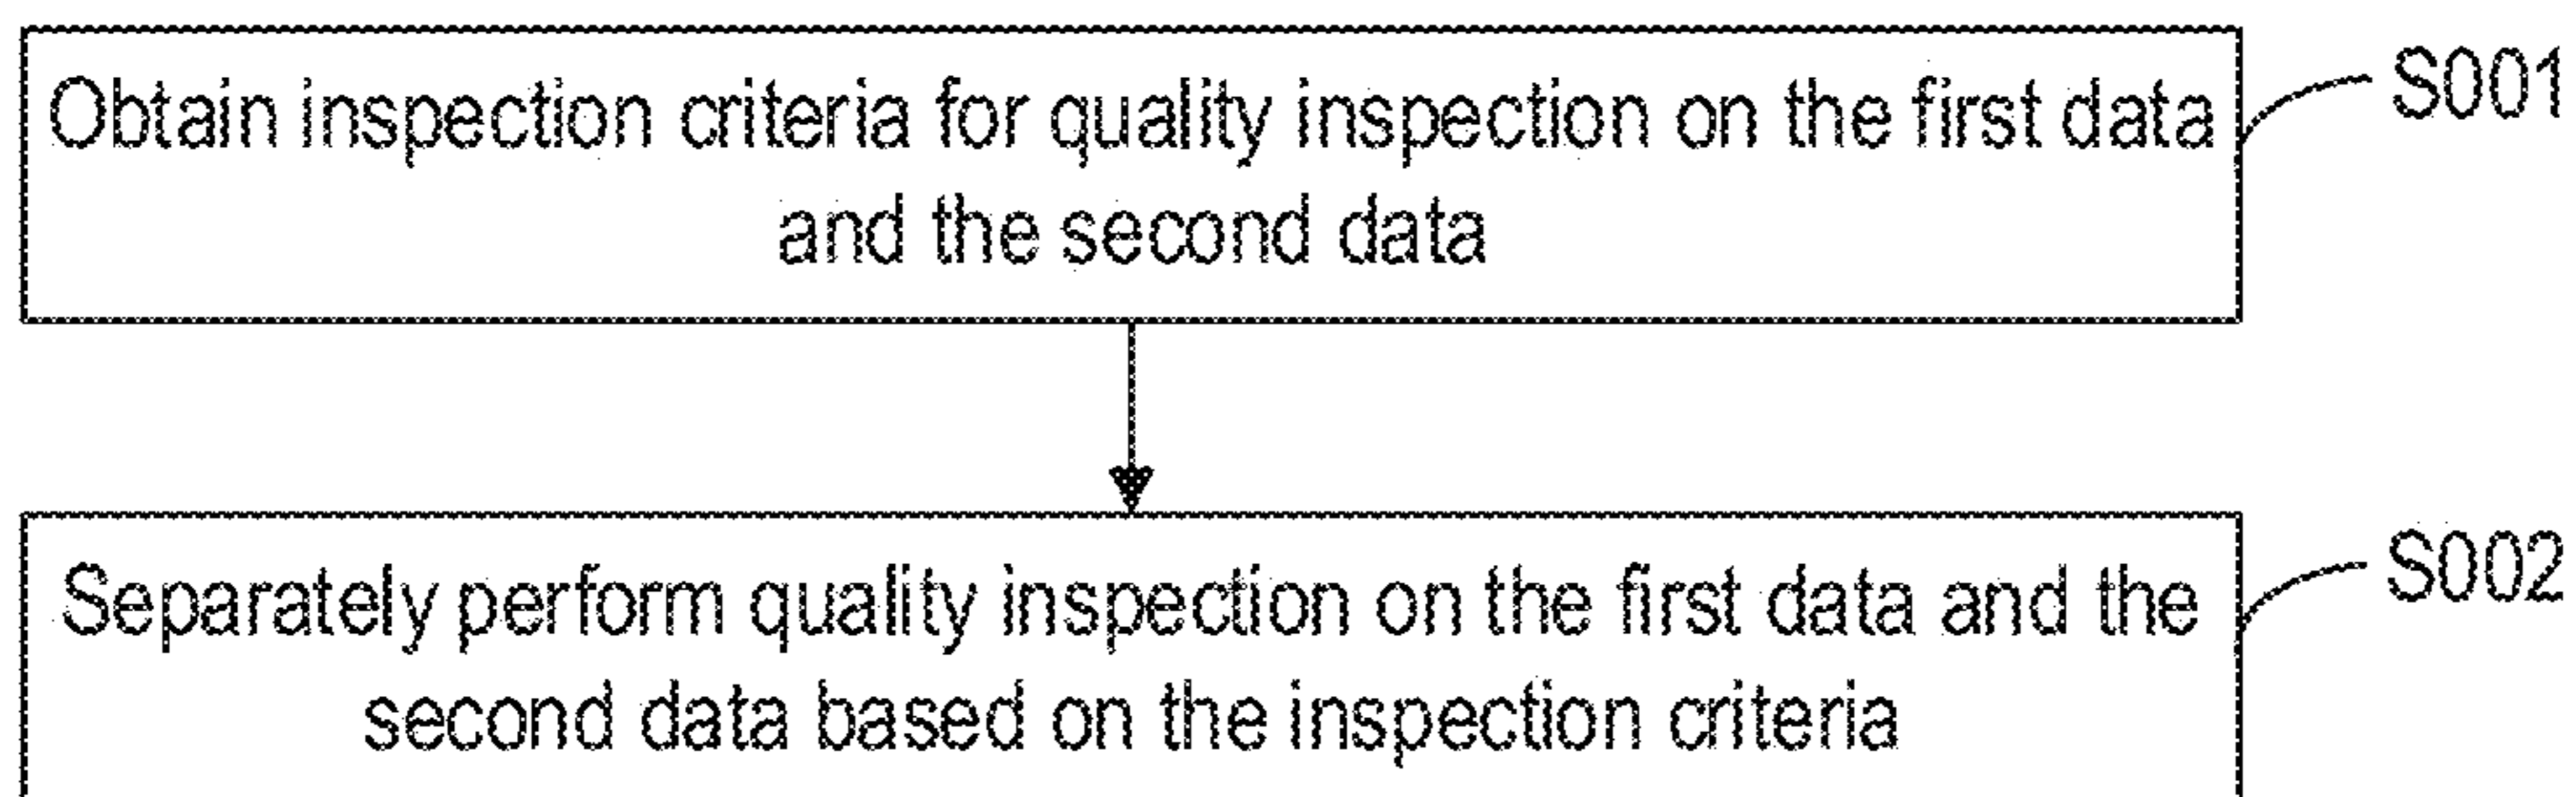 Obtain inspection criteria for quality inspection on the first data
and the second data
S001
Separately perform quality inspection on the first data and the
second data based on the inspection criteria
S002